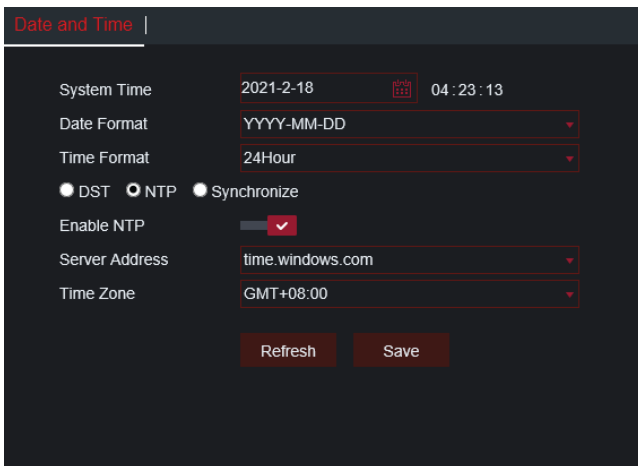 Date and Time
System Time 2021-2-18 04:23:13
Date Format YYYY-MM-DD
Time Format 24Hour
DST NTP Synchronize
Enable NTP
Server Address time.windows.com
Time Zone GMT+08:00
Refresh Save